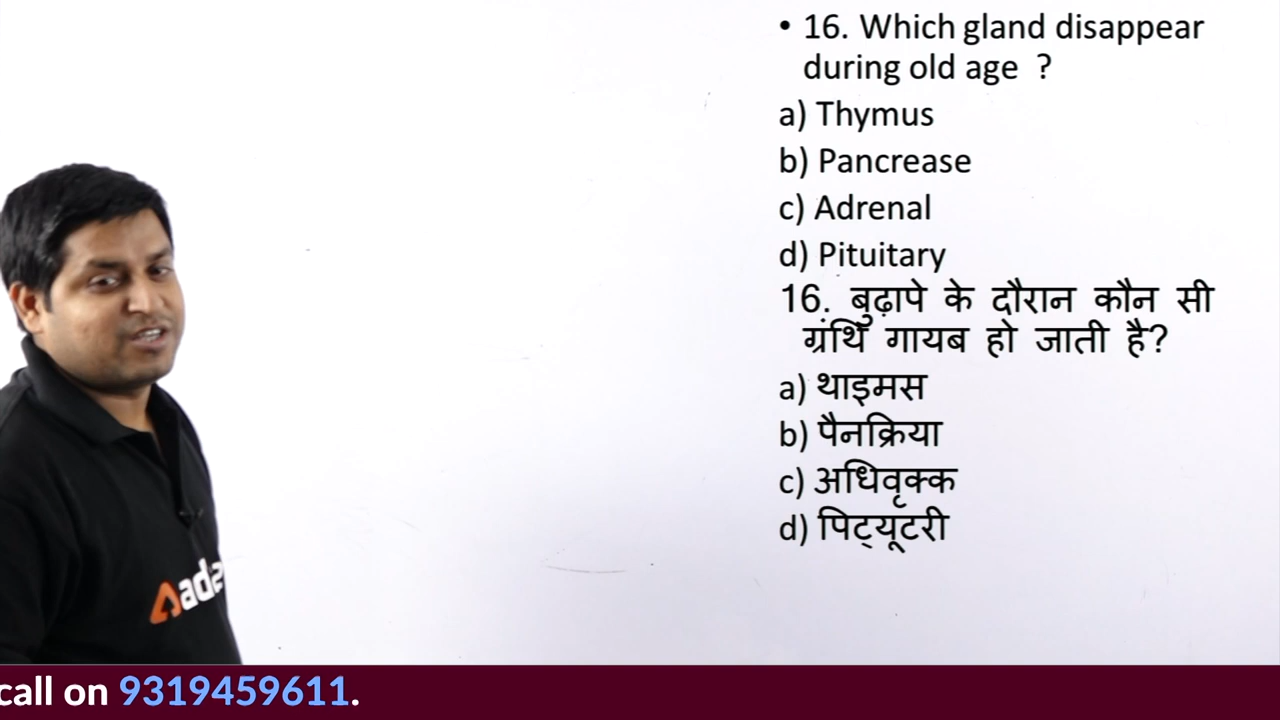 • 16. Which gland disappear
during old age ?
a) Thymus
b) Pancrease
c) Adrenal
d) Pituitary
16. बुढ़ापे के दौरान कौन सी
ग्रंथि गायब हो जाती है?
a) थाइमस
b) पैनक्रिया
c) अधिवृक्क
d) पिट्यूटरी
call on 9319459611.